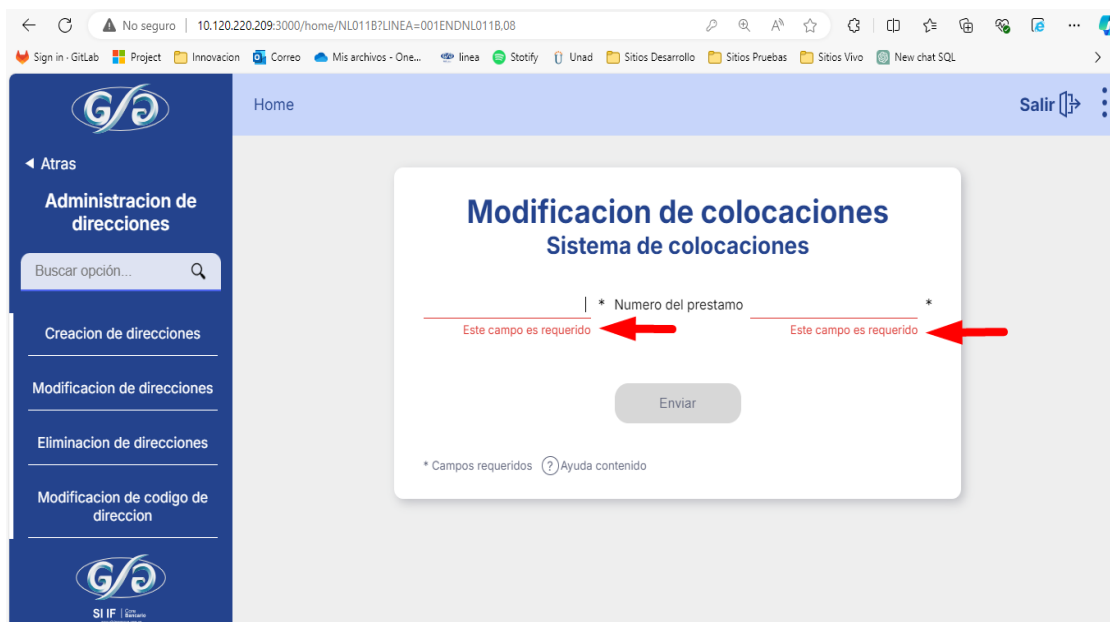 No seguro | 10.120.220.209:3000/home/NL011B?LINEA=001ENDNL011B,08
Sign in · GitLab Project Innovacion Correo Mis archivos - One... linea Stotify Unad Sitios Desarrollo Sitios Pruebas Sitios Vivo New chat SQL
G/G
Home
Salir
Atras
Administracion de
direcciones
Buscar opción...
Creacion de direcciones
Modificacion de direcciones
Eliminacion de direcciones
Modificacion de codigo de
direccion
G/G
SIIF
Modificacion de colocaciones
Sistema de colocaciones
* Numero del prestamo *
Este campo es requerido Este campo es requerido
Enviar
* Campos requeridos ? Ayuda contenido